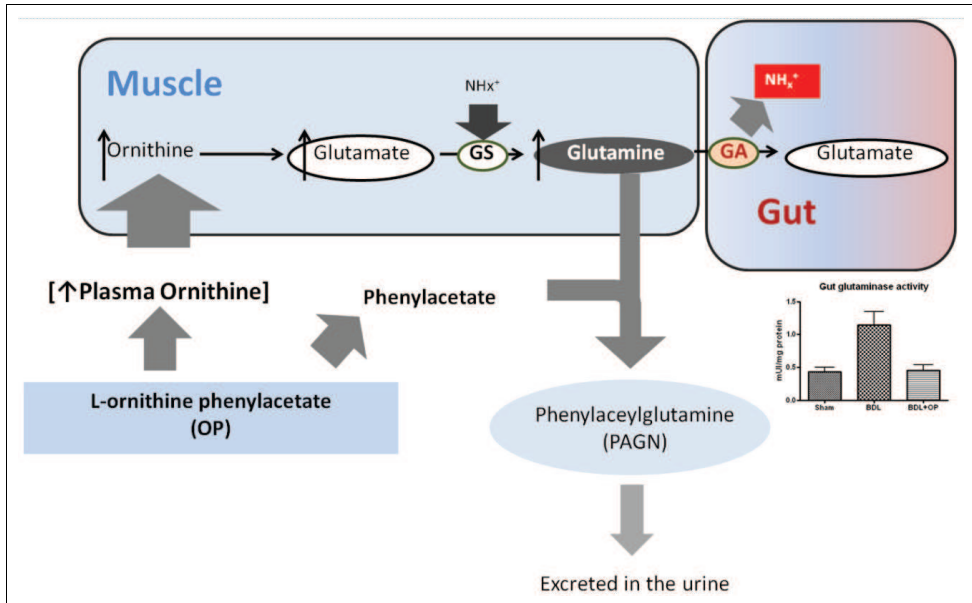 Muscle
NHx⁺
NHₓ⁺
Ornithine
Glutamate
GS
Glutamine
GA
Glutamate
Gut
[↑Plasma Ornithine]
Phenylacetate
L-ornithine phenylacetate
(OP)
Phenylaceylglutamine
(PAGN)
Excreted in the urine
Gut glutaminase activity
mUI/mg protein
1.5
1.0
0.5
0.0
Sham
BDL
BDL+OP